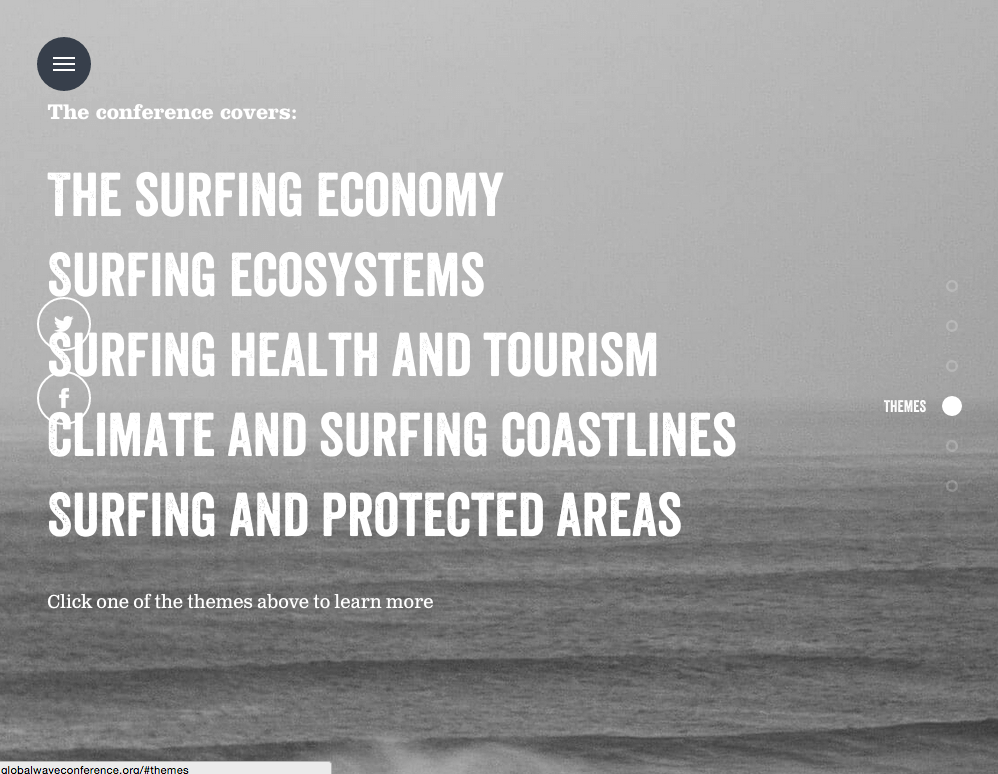 The conference covers:
THE SURFING ECONOMY
SURFING ECOSYSTEMS
SURFING HEALTH AND TOURISM
THEMES
CLIMATE AND SURFING COASTLINES
SURFING AND PROTECTED AREAS
Click one of the themes above to learn more
globalwaveconference.org/#themes